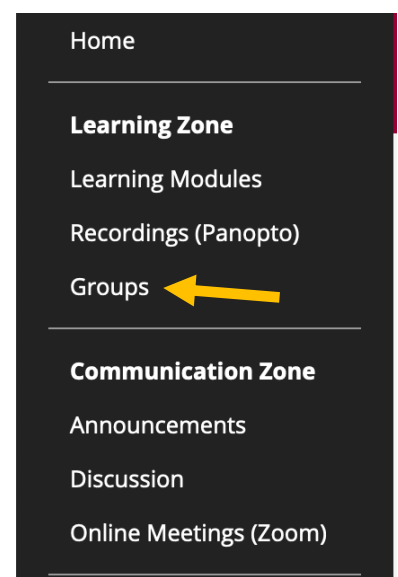 Home
Learning Zone
Learning Modules
Recordings (Panopto)
Groups
Communication Zone
Announcements
Discussion
Online Meetings (Zoom)